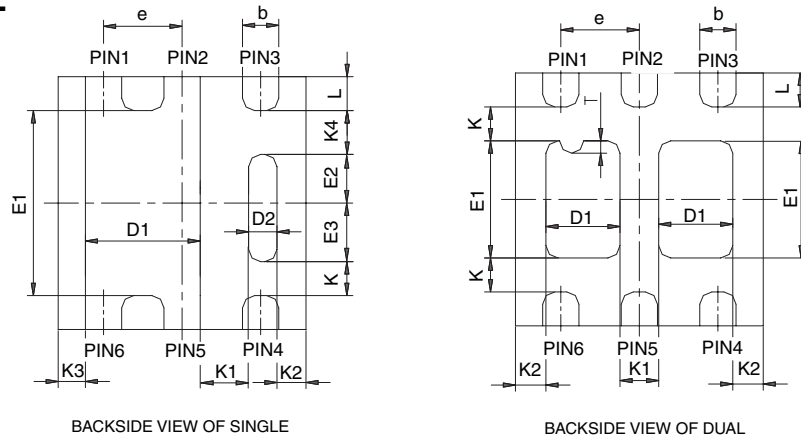 e
b
PIN1
PIN2
PIN3
L
K4
E1
E2
D1
D2
E3
K
PIN6
PIN5
PIN4
K3
K1
K2
BACKSIDE VIEW OF SINGLE
e
b
PIN1
PIN2
PIN3
T
L
K
E1
D1
D1
E1
K
PIN6
PIN5
PIN4
K2
K1
K2
BACKSIDE VIEW OF DUAL